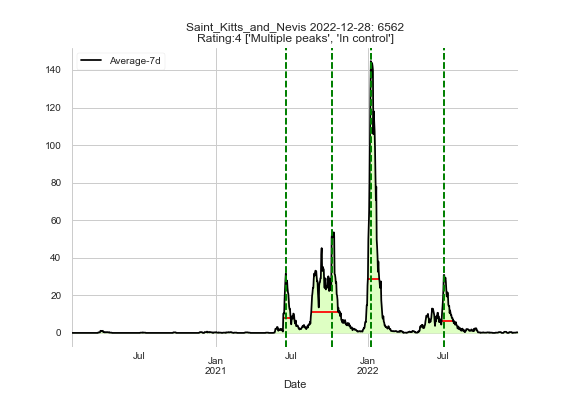 Saint_Kitts_and_Nevis 2022-12-28: 6562
Rating:4 ['Multiple peaks', 'In control']
Average-7d
140
120
100
80
60
40
20
0
Jul
Jan
2021
Jul
Jan
2022
Jul
Date